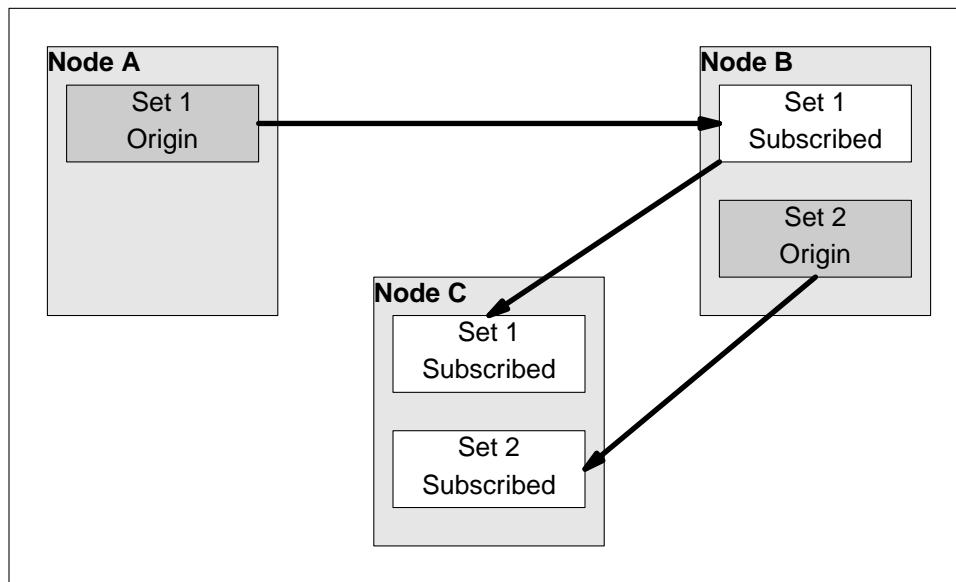 Node A
Set 1
Origin
Node B
Set 1
Subscribed
Set 2
Origin
Node C
Set 1
Subscribed
Set 2
Subscribed